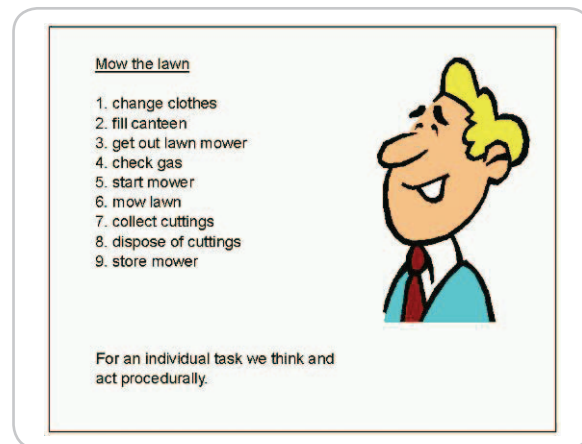 Mow the lawn
1. change clothes
2. fill canteen
3. get out lawn mower
4. check gas
5. start mower
6. mow lawn
7. collect cuttings
8. dispose of cuttings
9. store mower
For an individual task we think and
act procedurally.